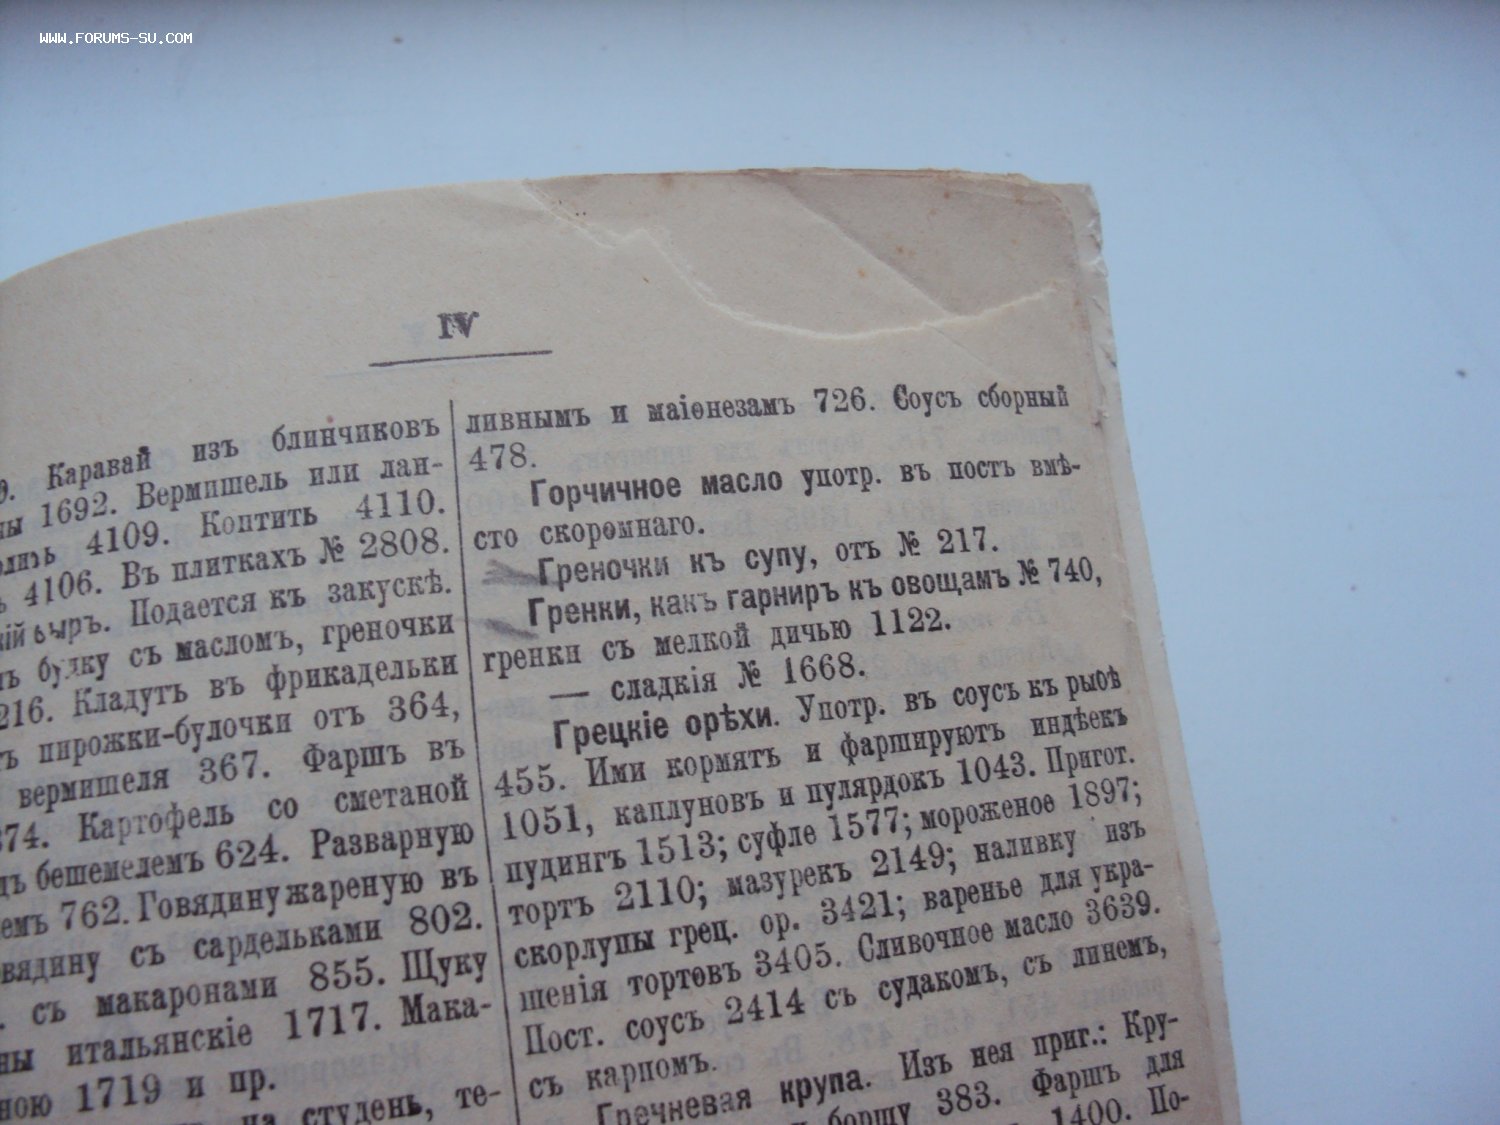 WWW.FORUMS-SU.COM
IV
Каравай изъ блинчиковъ
1692. Вермишель или лап-
4109. Коптить 4110.
4106. Въ плиткахъ № 2808.
сыръ. Подается къ закускѣ.
булку съ масломъ, греночки
216. Кладутъ въ фрикадельки
пирожки-булочки отъ 364,
вермишеля 367. Фаршъ въ
374. Картофель со сметаной
бешемелемъ 624. Разварную
762. Говядину жареную въ
съ сардельками 802.
съ макаронами 855. Щуку
итальянскіе 1717. Мака-
1719 и пр.
на студень, те-
ливнымъ и маіонезамъ 726. Соусъ сборный
478.
Горчичное масло употр. въ постъ вмѣ-
сто скоромнаго.
Греночки къ супу, отъ № 217.
Гренки, какъ гарниръ къ овощамъ № 740,
гренки съ мелкой дичью 1122.
— сладкія № 1668.
Грецкіе орѣхи. Употр. въ соусъ къ рыбѣ
455. Ими кормятъ и фаршируютъ индѣек
1051, каплуновъ и пулярдокъ 1043. Пригот.
пудингъ 1513; суфле 1577; мороженое 1897;
тортъ 2110; мазурекъ 2149; наливку изъ
скорлупы грец. ор. 3421; варенье для укра-
шенія тортовъ 3405. Сливочное масло 3639.
Пост. соусъ 2414 съ судакомъ, съ линемъ,
съ карпомъ.
Гречневая крупа. Изъ нея приг.: Кру-
борщу 383. Фаршъ для
1400. По-